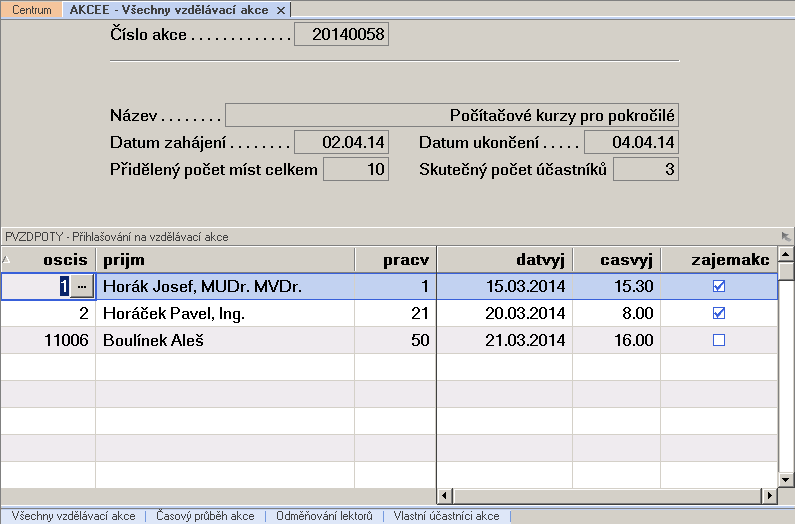 Centrum AKCEE - Všechny vzdělávací akce ×
Číslo akce . . . . . . . . . . . . . 20140058
Název . . . . . . . . Počítačové kurzy pro pokročilé
Datum zahájení . . . . . . . . 02.04.14 Datum ukončení . . . . . 04.04.14
Přidělený počet míst celkem 10 Skutečný počet účastníků 3
PVZDPOTY - Přihlašování na vzdělávací akce
oscis prijm pracv datvyj casvyj zajemakc
1 ... Horák Josef, MUDr. MVDr. 1 15.03.2014 15.30
2 Horáček Pavel, Ing. 21 20.03.2014 8.00
11006 Boulínek Aleš 50 21.03.2014 16.00
Všechny vzdělávací akce | Časový průběh akce | Odměňování lektorů | Vlastní účastníci akce |